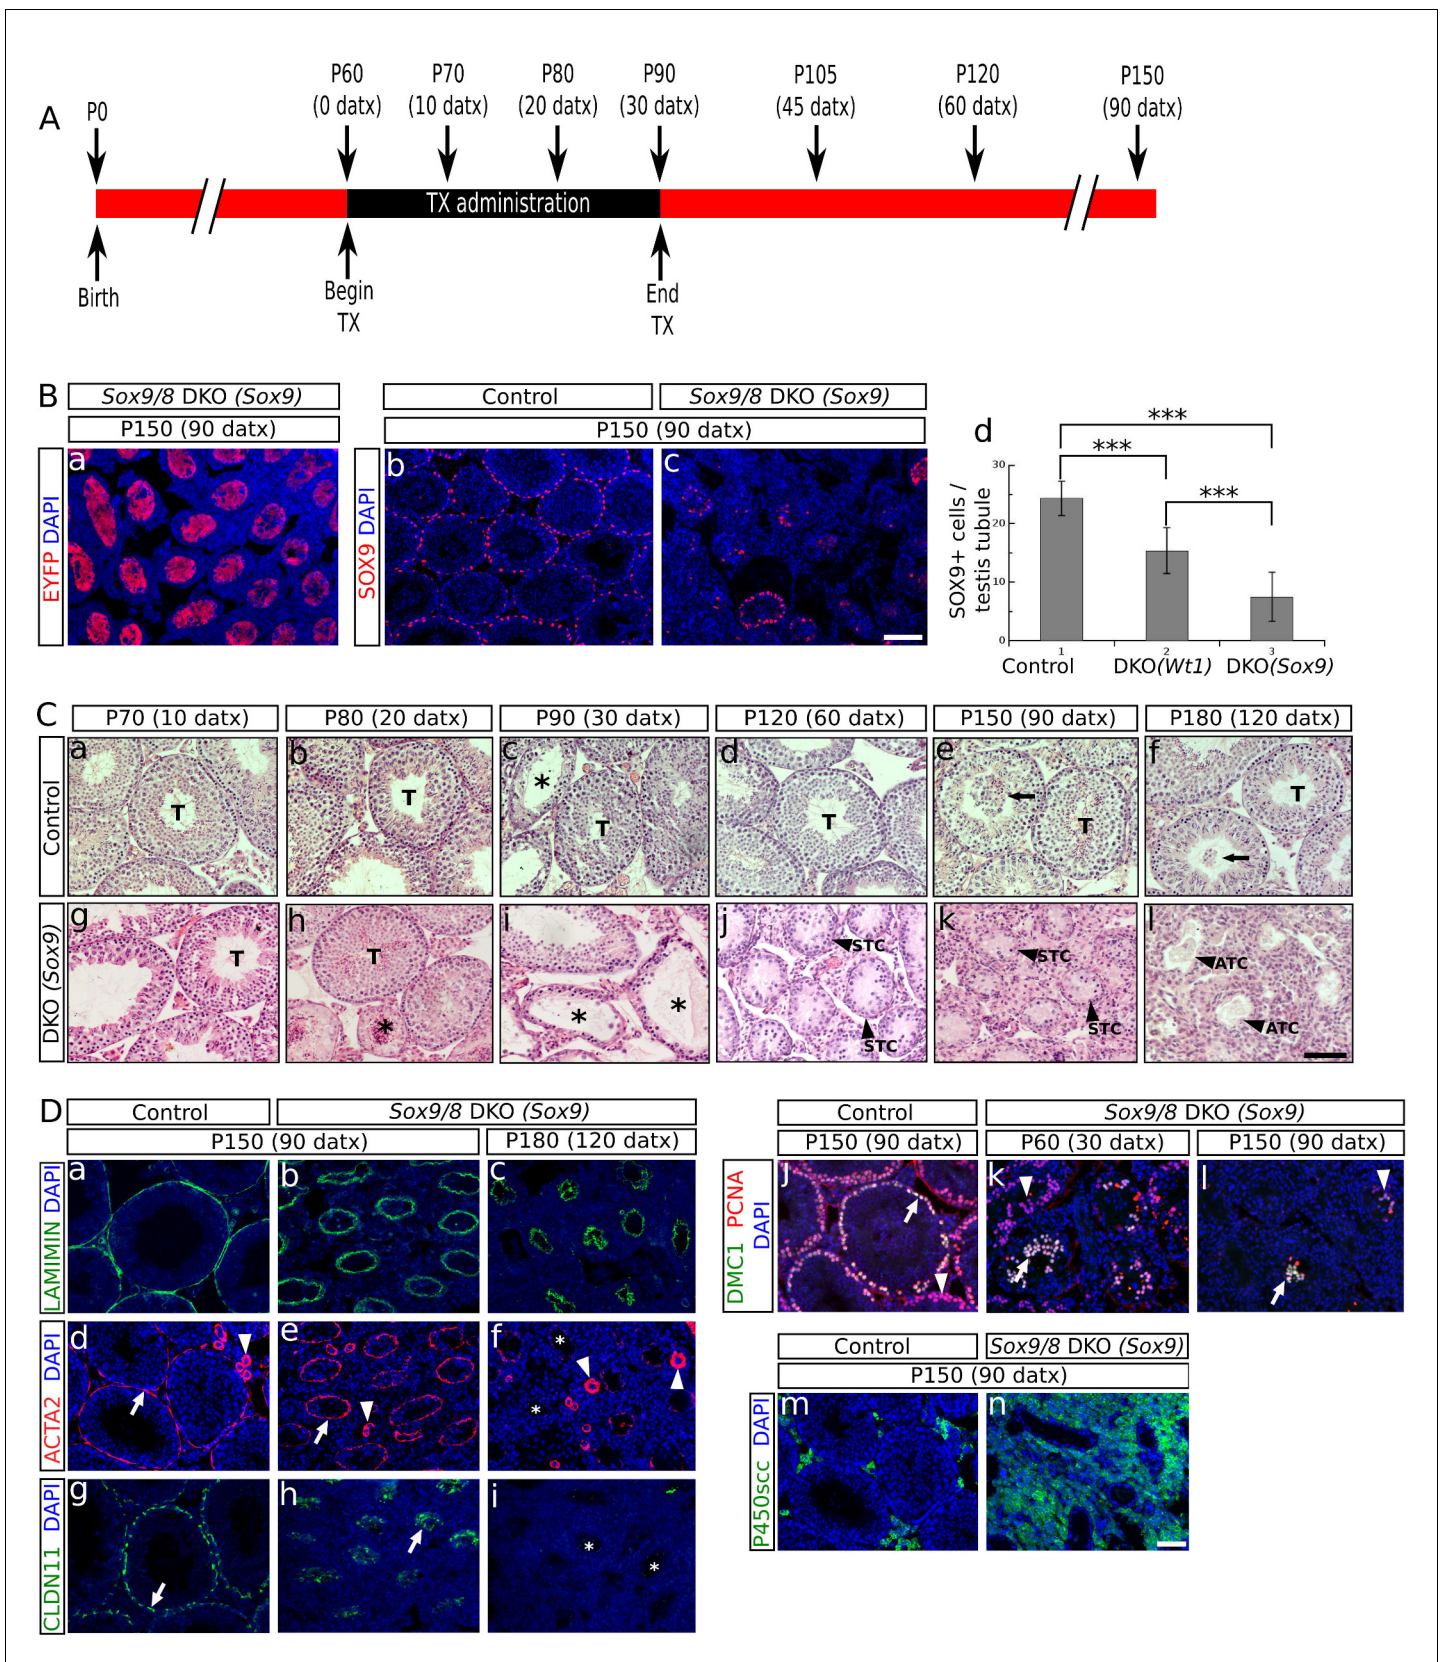 A
P0
P60
(0 datx)
P70
(10 datx)
P80
(20 datx)
P90
(30 datx)
P105
(45 datx)
P120
(60 datx)
P150
(90 datx)
TX administration
Birth
Begin
TX
End
TX
B
Sox9/8 DKO (Sox9)
P150 (90 datx)
EYFP DAPI
a
Control
Sox9/8 DKO (Sox9)
P150 (90 datx)
SOX9 DAPI
b
c
d
***
***
***
SOX9+ cells /
testis tubule
30
20
10
0
1
2
3
Control
DKO(Wt1)
DKO(Sox9)
C
P70 (10 datx)
P80 (20 datx)
P90 (30 datx)
P120 (60 datx)
P150 (90 datx)
P180 (120 datx)
Control
a
T
b
T
c
*
T
d
T
e
T
f
T
DKO (Sox9)
g
T
h
T
*
i
*
*
j
STC
STC
k
STC
STC
l
ATC
ATC
D
Control
Sox9/8 DKO (Sox9)
P150 (90 datx)
P180 (120 datx)
LAMIMIN DAPI
a
b
c
ACTA2 DAPI
d
e
f
*
*
CLDN11 DAPI
g
h
i
*
*
Control
Sox9/8 DKO (Sox9)
P150 (90 datx)
P60 (30 datx)
P150 (90 datx)
DMC1 PCNA
DAPI
j
k
l
Control
Sox9/8 DKO (Sox9)
P150 (90 datx)
P450scc DAPI
m
n